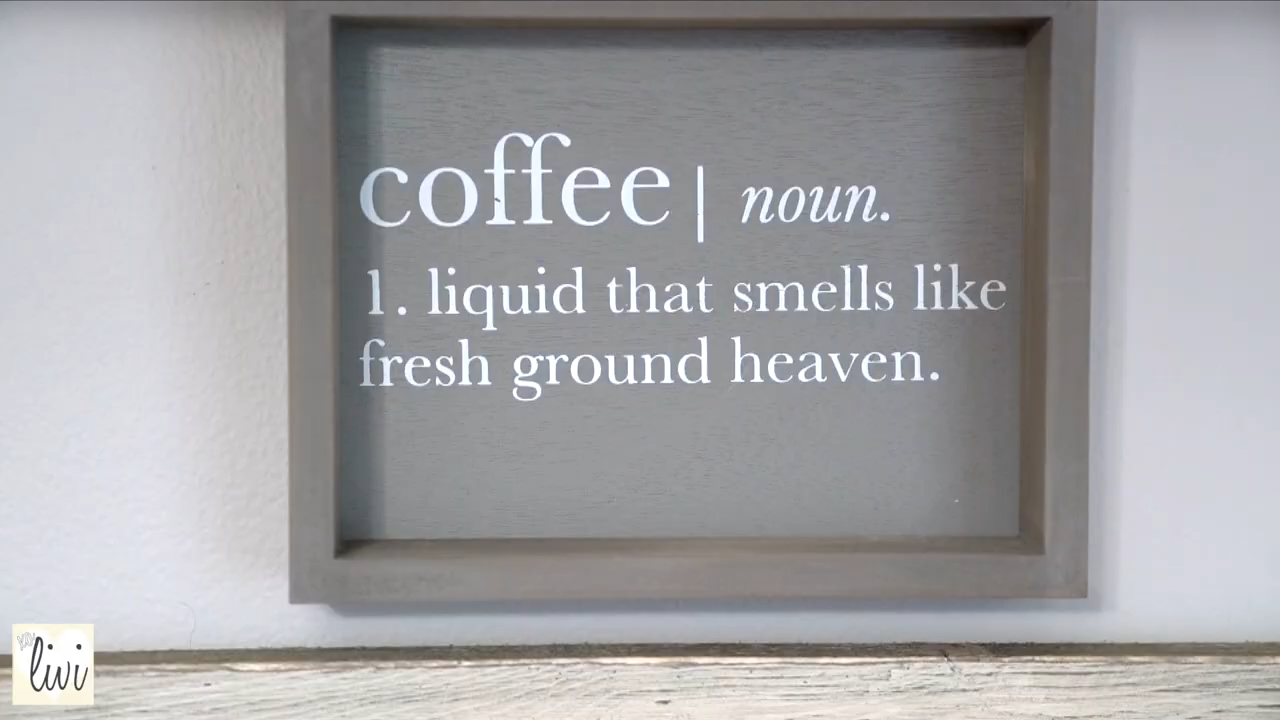 coffee | noun.
1. liquid that smells like
fresh ground heaven.
livi